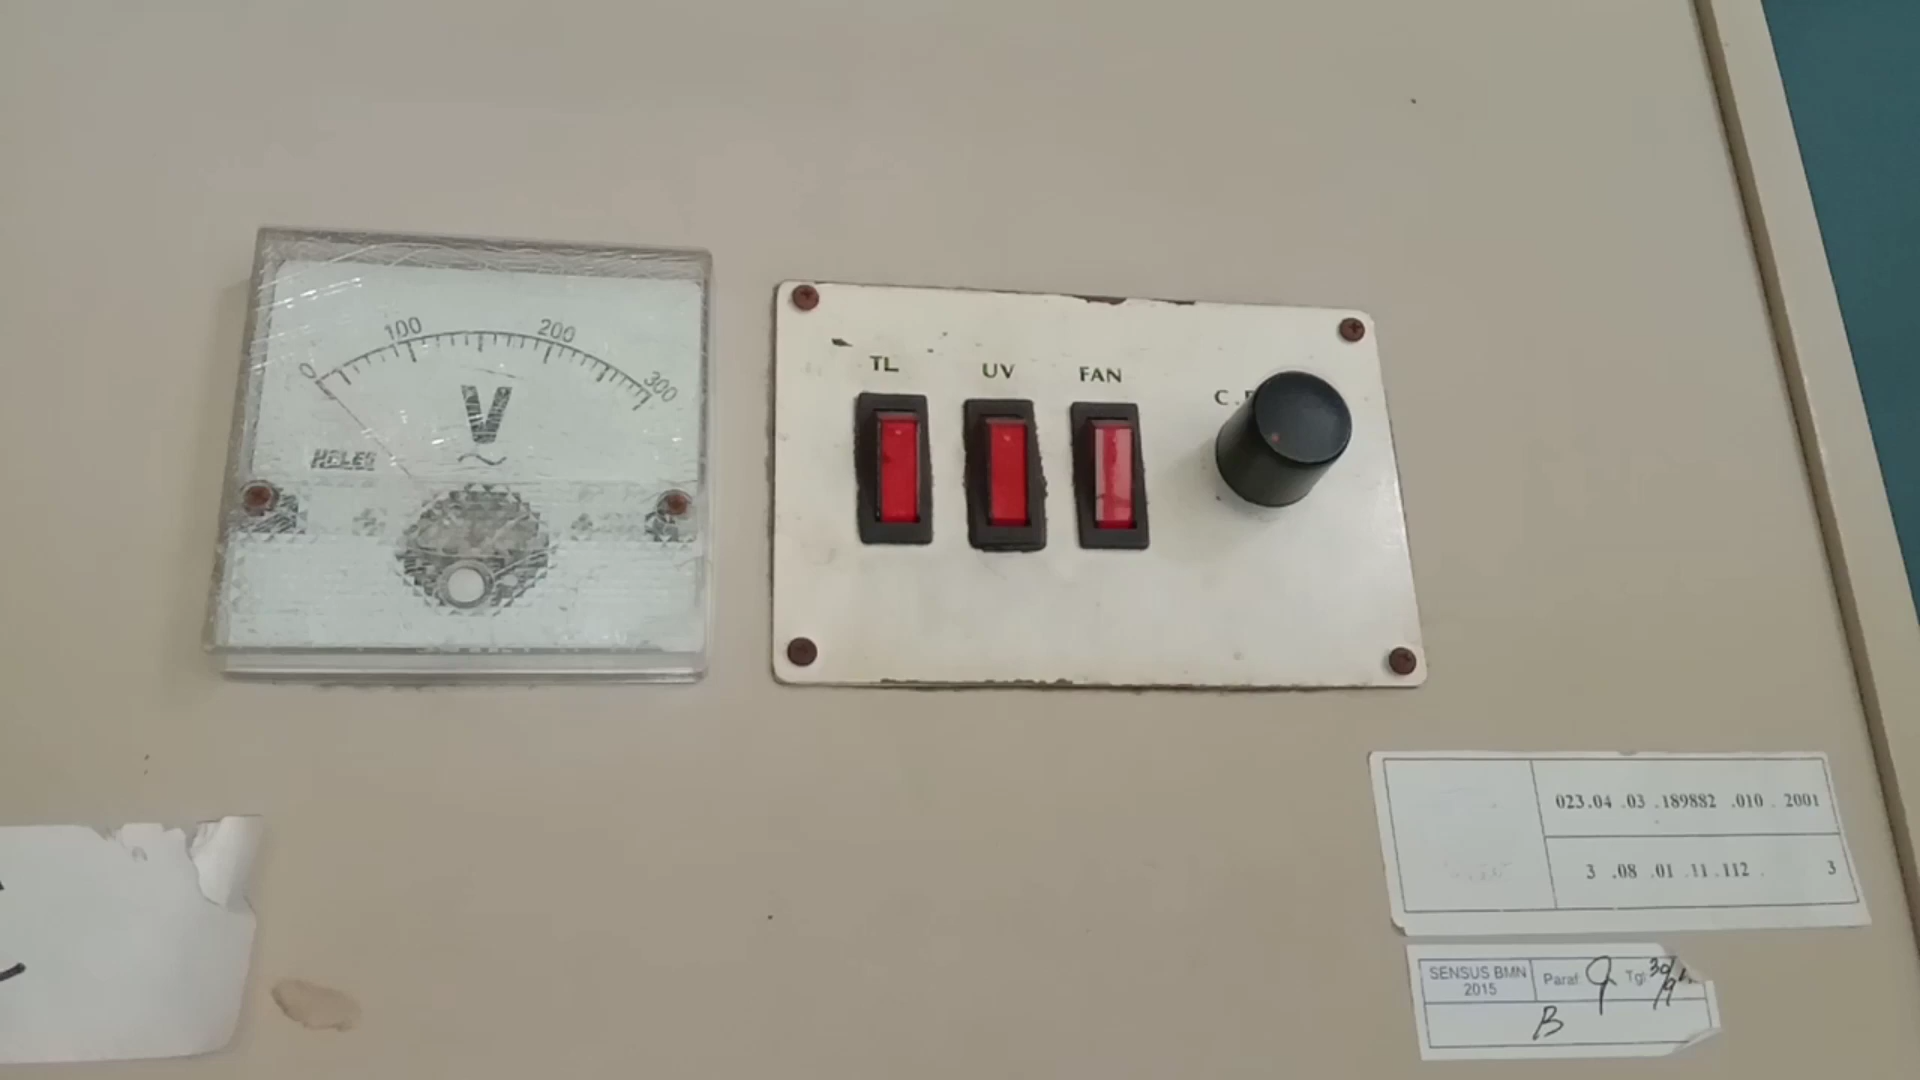 0 100 200 300
V
HELES
TL UV FAN
023.04 .03 .189882 .010 . 2001
3 .08 .01 .11 .112 . 3
SENSUS BMN
2015
Paraf
Tgl
B